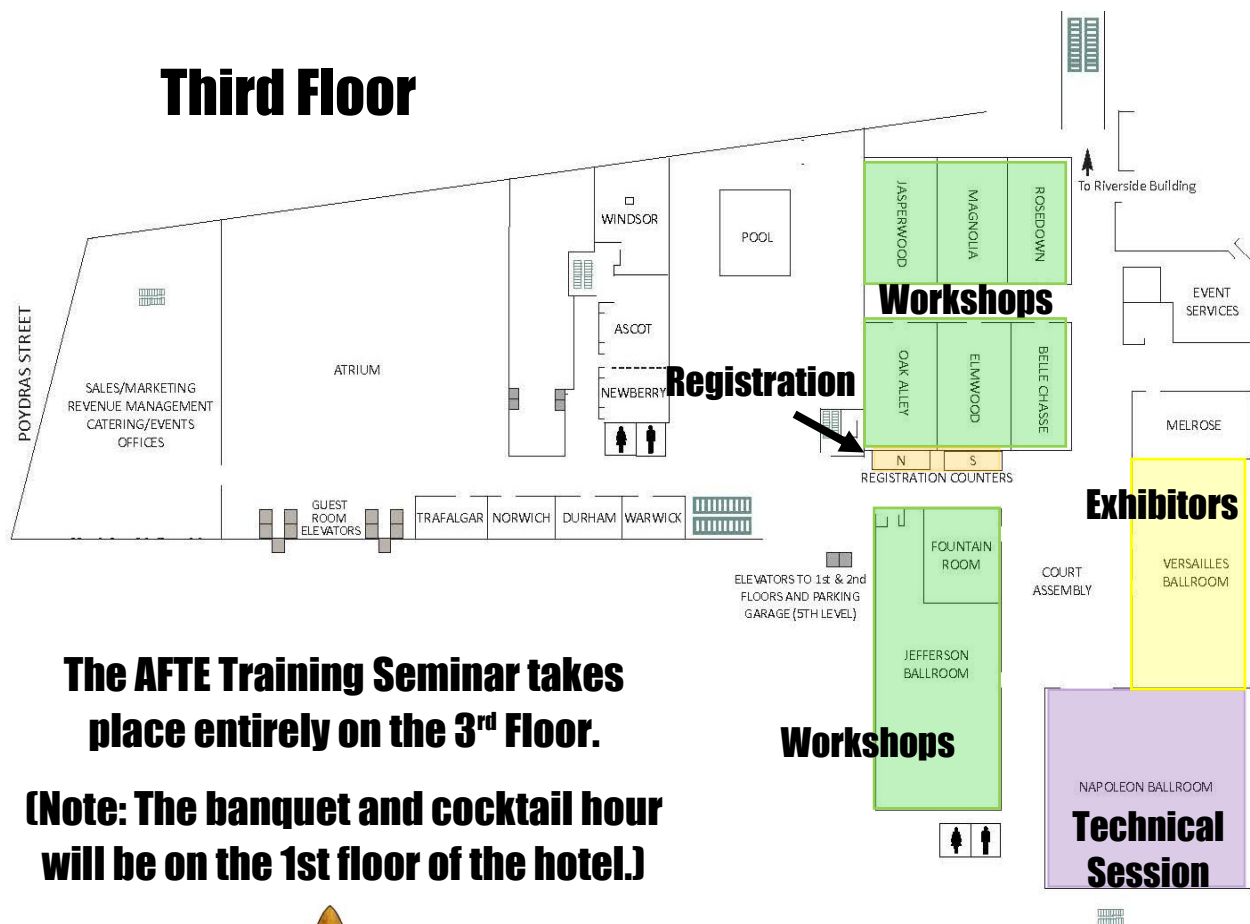 Third Floor
To Riverside Building
JASPERWOOD
MAGNOLIA
ROSEDOWN
WINDSOR
POOL
Workshops
EVENT
SERVICES
POYDRAS STREET
ASCOT
OAK ALLEY
ELMWOOD
BELLE CHASSE
ATRIUM
SALES/MARKETING
REVENUE MANAGEMENT
CATERING/EVENTS
OFFICES
NEWBERRY
Registration
MELROSE
N
S
REGISTRATION COUNTERS
GUEST
ROOM
ELEVATORS
TRAFALGAR
NORWICH
DURHAM
WARWICK
Exhibitors
FOUNTAIN
ROOM
VERSAILLES
BALLROOM
COURT
ASSEMBLY
ELEVATORS TO 1st & 2nd
FLOORS AND PARKING
GARAGE (5TH LEVEL)
JEFFERSON
BALLROOM
Workshops
The AFTE Training Seminar takes
place entirely on the 3rd Floor.
(Note: The banquet and cocktail hour
will be on the 1st floor of the hotel.)
NAPOLEON BALLROOM
Technical
Session